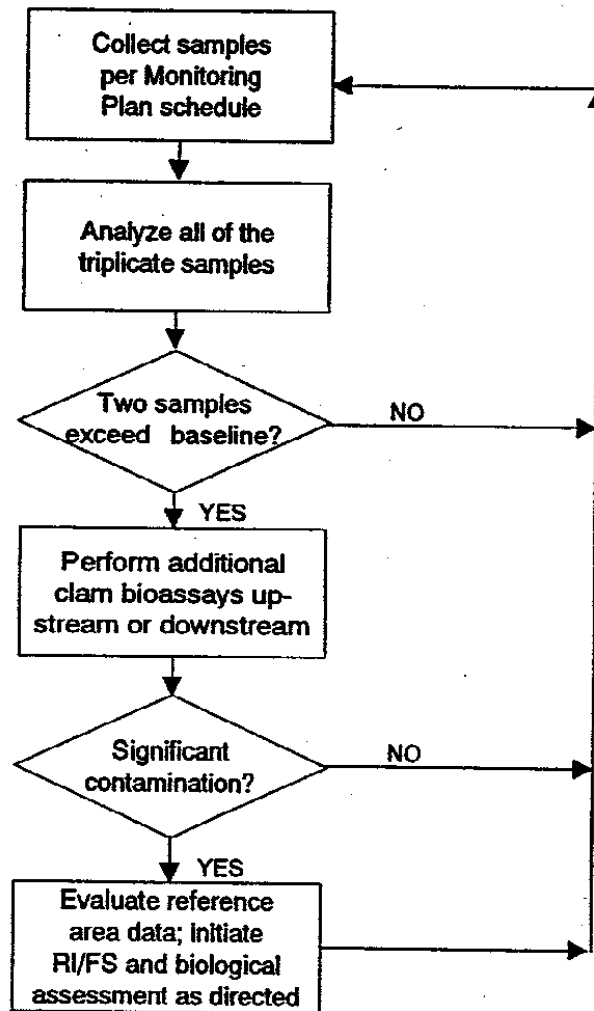 Collect samples
per Monitoring
Plan schedule
Analyze all of the
triplicate samples
Two samples
exceed baseline?
NO
YES
Perform additional
clam bioassays up-
stream or downstream
Significant
contamination?
NO
YES
Evaluate reference
area data; initiate
RI/FS and biological
assessment as directed